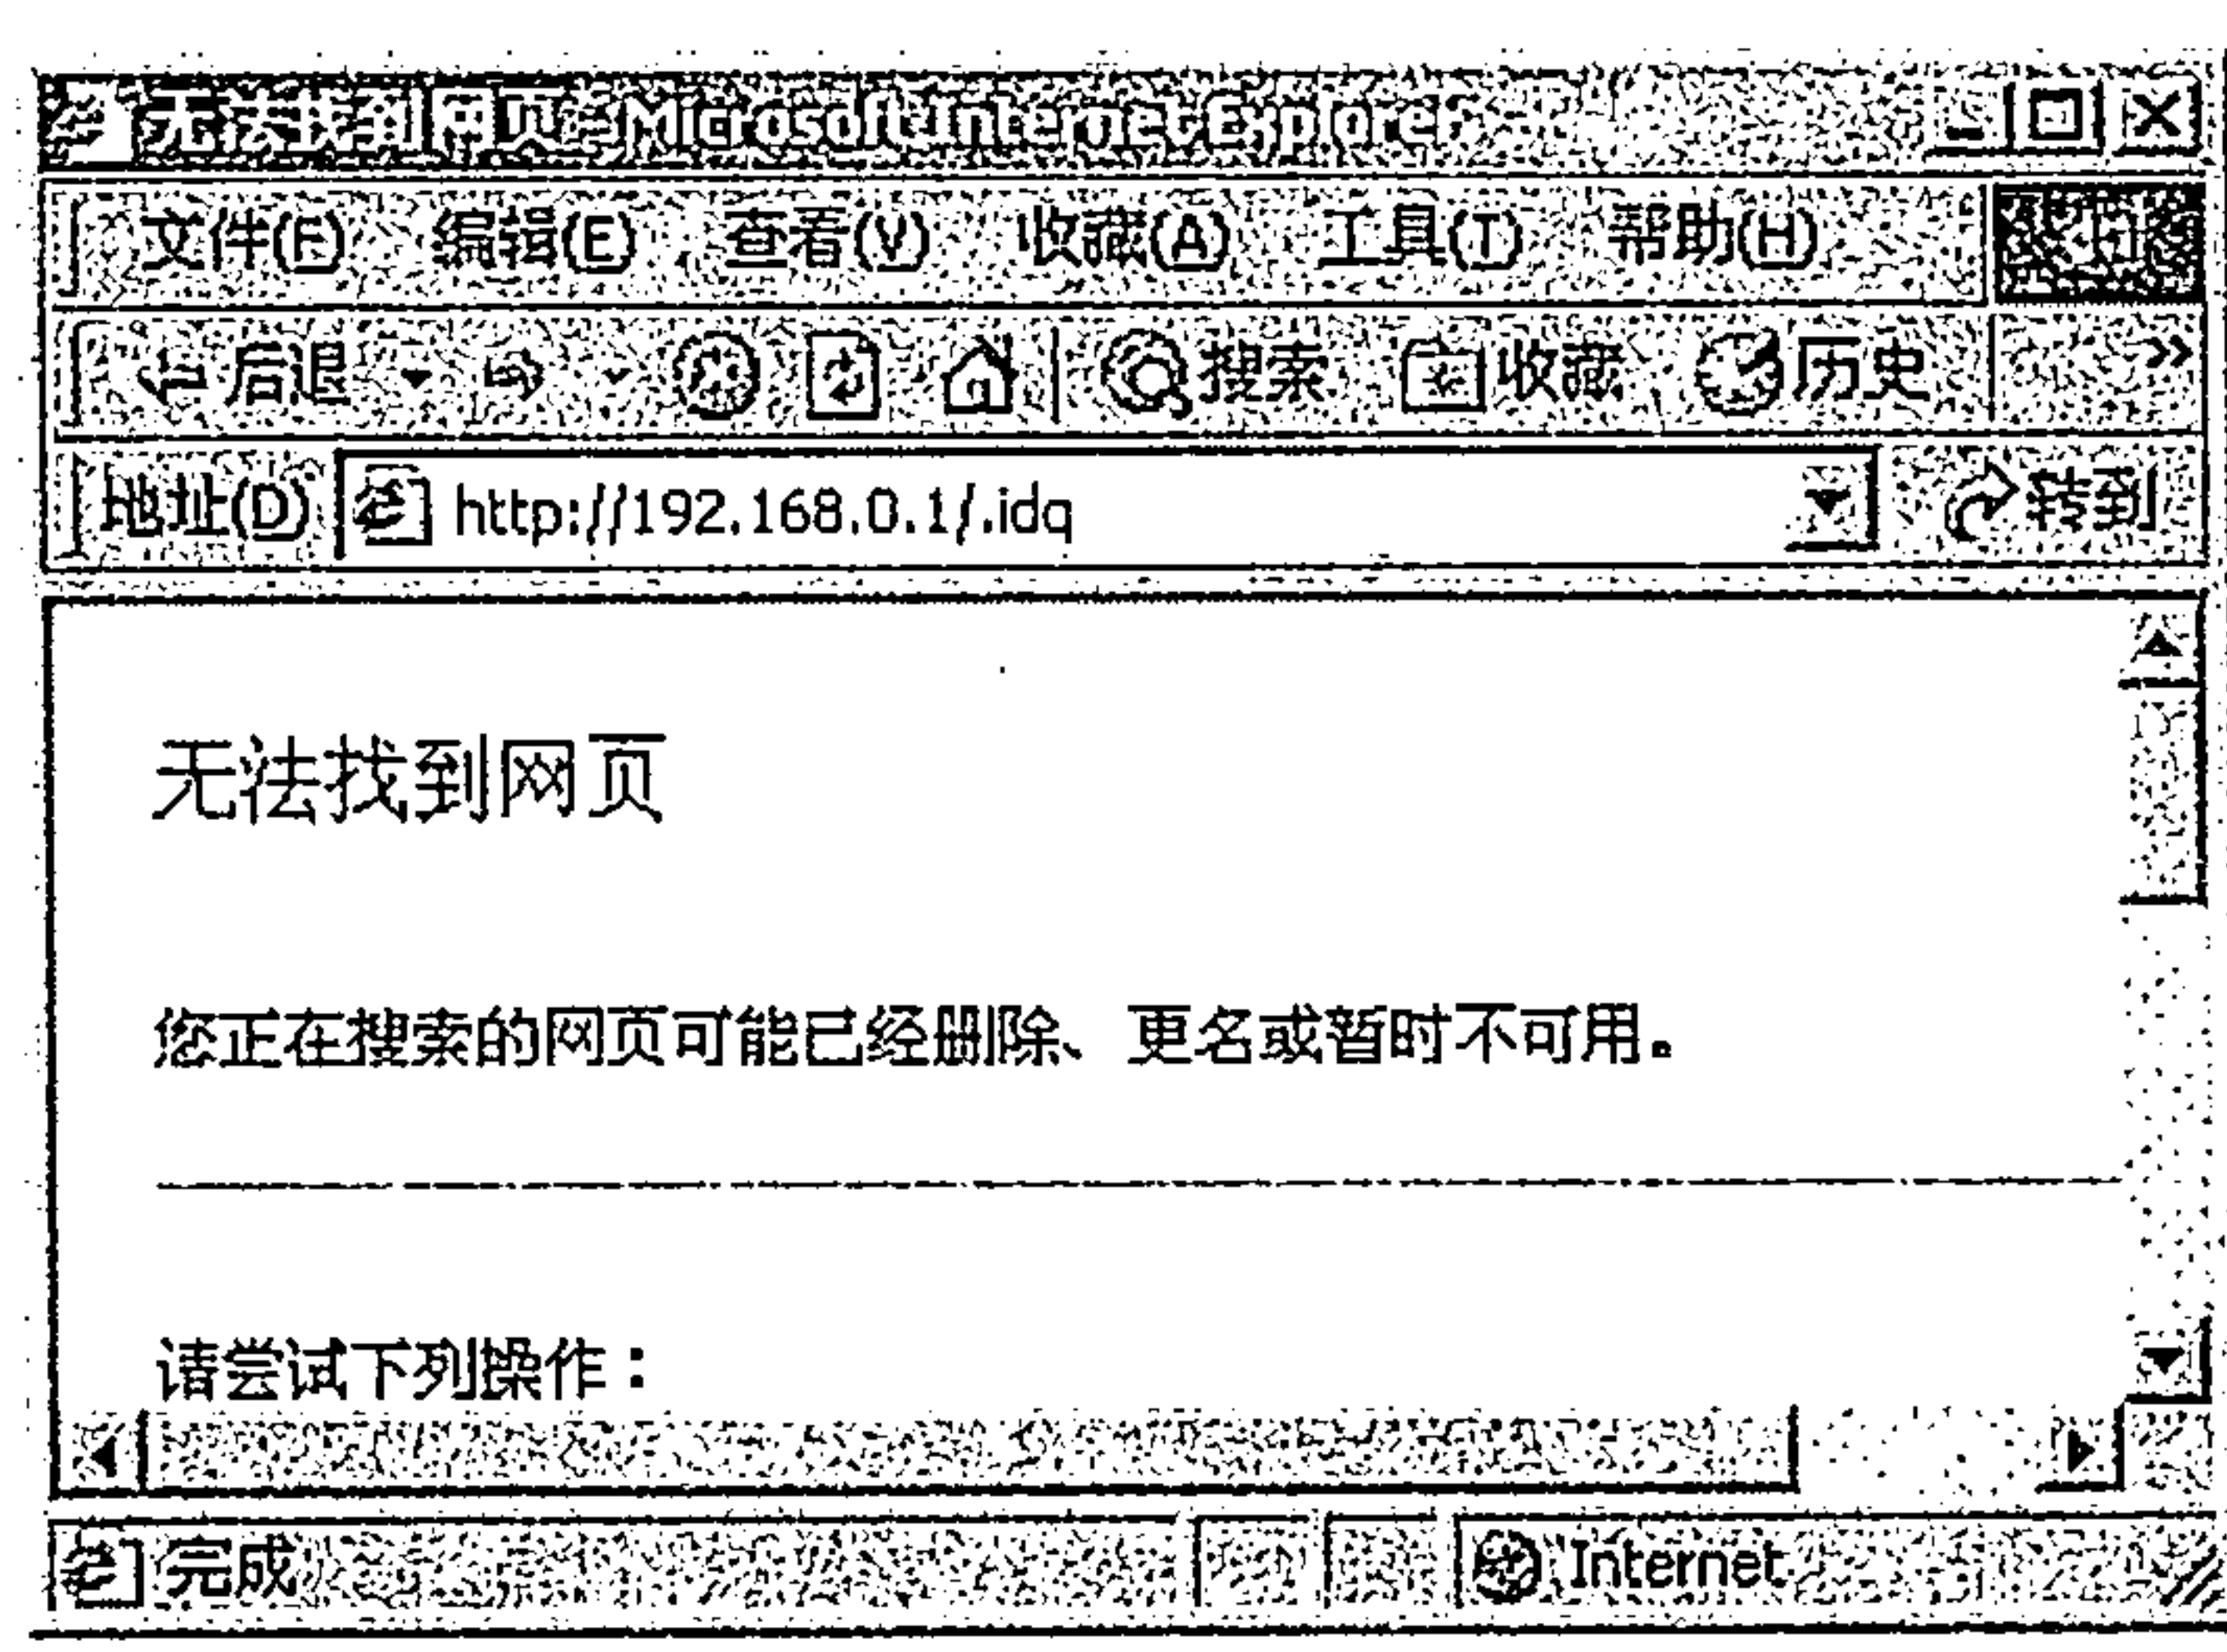 无法找到网页 - Microsoft Internet Explorer
文件(F) 编辑(E) 查看(V) 收藏(A) 工具(T) 帮助(H)
后退 搜索 收藏 历史 »
地址(D) http://192.168.0.1/.idq 转到
无法找到网页
您正在搜索的网页可能已经删除、更名或暂时不可用。
请尝试下列操作：
完成 Internet